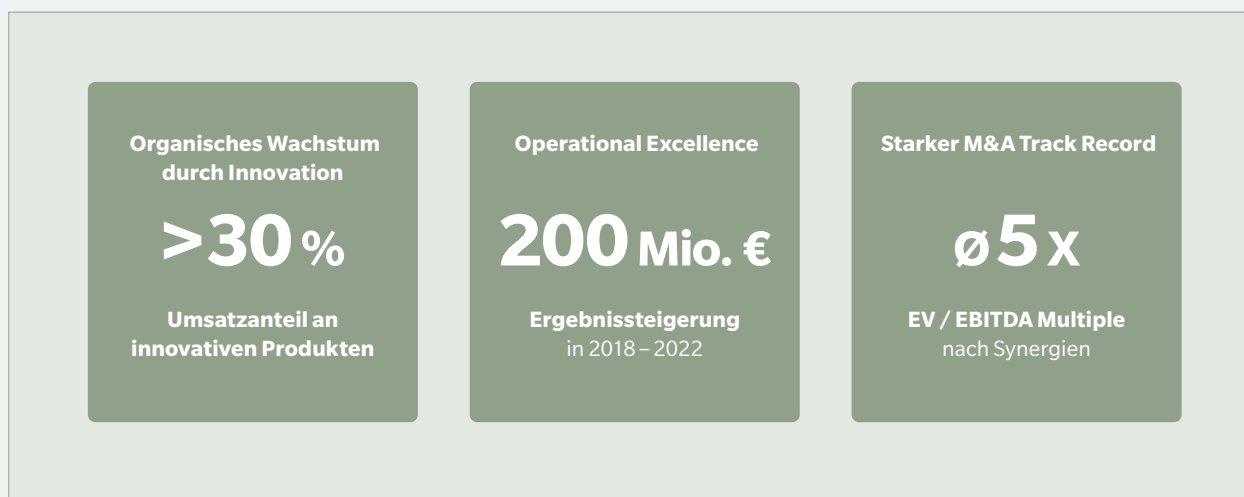 Organisches Wachstum
durch Innovation
>30 %
Umsatzanteil an
innovativen Produkten
Operational Excellence
200 Mio. €
Ergebnissteigerung
in 2018 – 2022
Starker M&A Track Record
ø 5 x
EV / EBITDA Multiple
nach Synergien